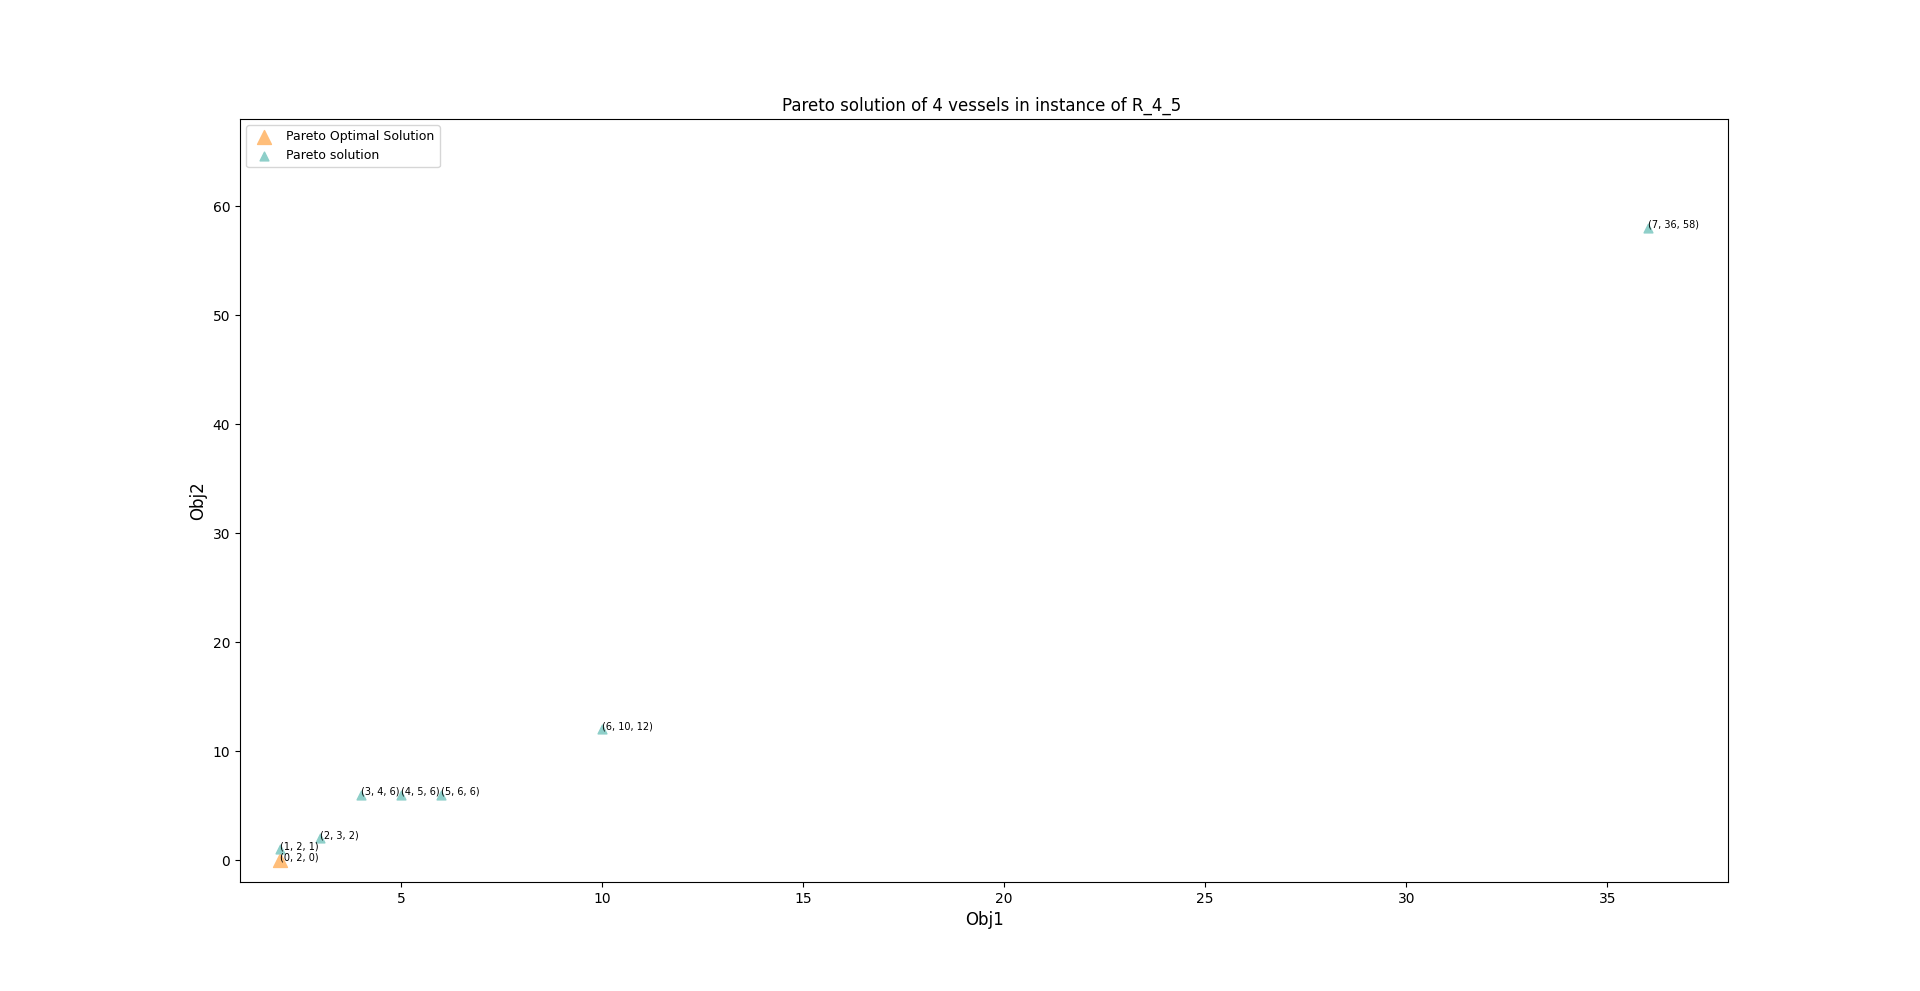 Pareto solution of 4 vessels in instance of R_4_5
Pareto Optimal Solution
Pareto solution
60
50
40
30
20
10
0
Obj2
(7, 36, 58)
(6, 10, 12)
(3, 4, 6)
(4, 5, 6)
(5, 6, 6)
(2, 3, 2)
(1, 2, 1)
(0, 2, 0)
5
10
15
20
25
30
35
Obj1